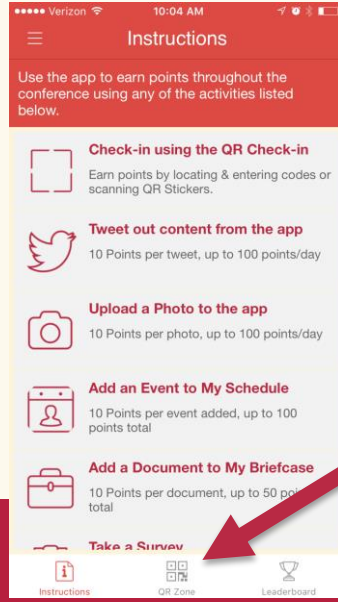 Verizon 10:04 AM
Instructions
Use the app to earn points throughout the
conference using any of the activities listed
below.
Check-in using the QR Check-in
Earn points by locating & entering codes or
scanning QR Stickers.
Tweet out content from the app
10 Points per tweet, up to 100 points/day
Upload a Photo to the app
10 Points per photo, up to 100 points/day
Add an Event to My Schedule
10 Points per event added, up to 100
points total
Add a Document to My Briefcase
10 Points per document, up to 50 points
total
Take a Survey
Instructions QR Zone Leaderboard